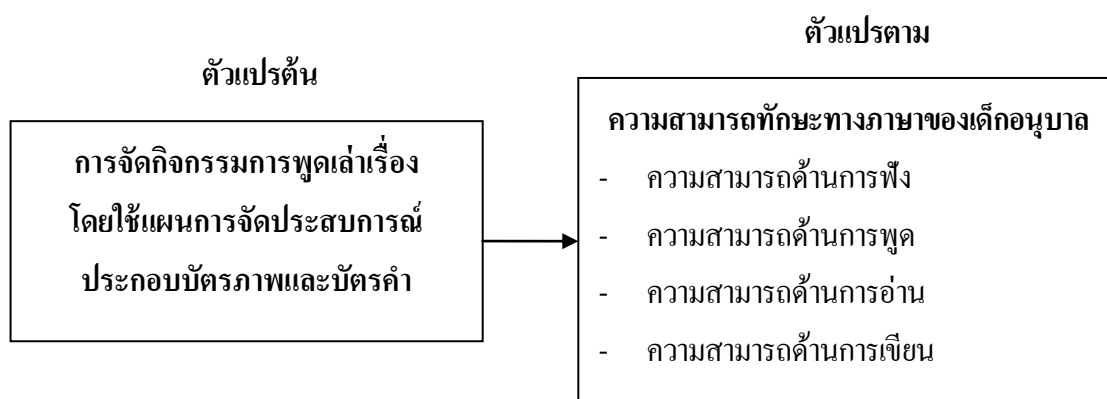 ตัวแปรต้น
การจัดกิจกรรมการพูดเล่าเรื่อง
โดยใช้แผนการจัดประสบการณ์
ประกอบบัตรภาพและบัตรคำ
ตัวแปรตาม
ความสามารถทักษะทางภาษาของเด็กอนุบาล
- ความสามารถด้านการฟัง
- ความสามารถด้านการพูด
- ความสามารถด้านการอ่าน
- ความสามารถด้านการเขียน